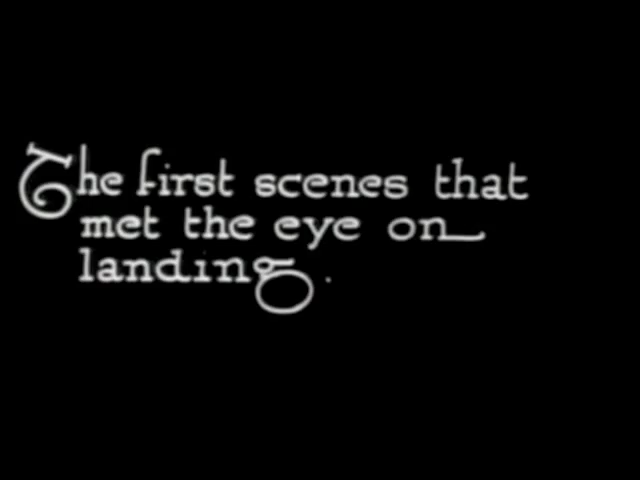 The first scenes that
met the eye on
landing.